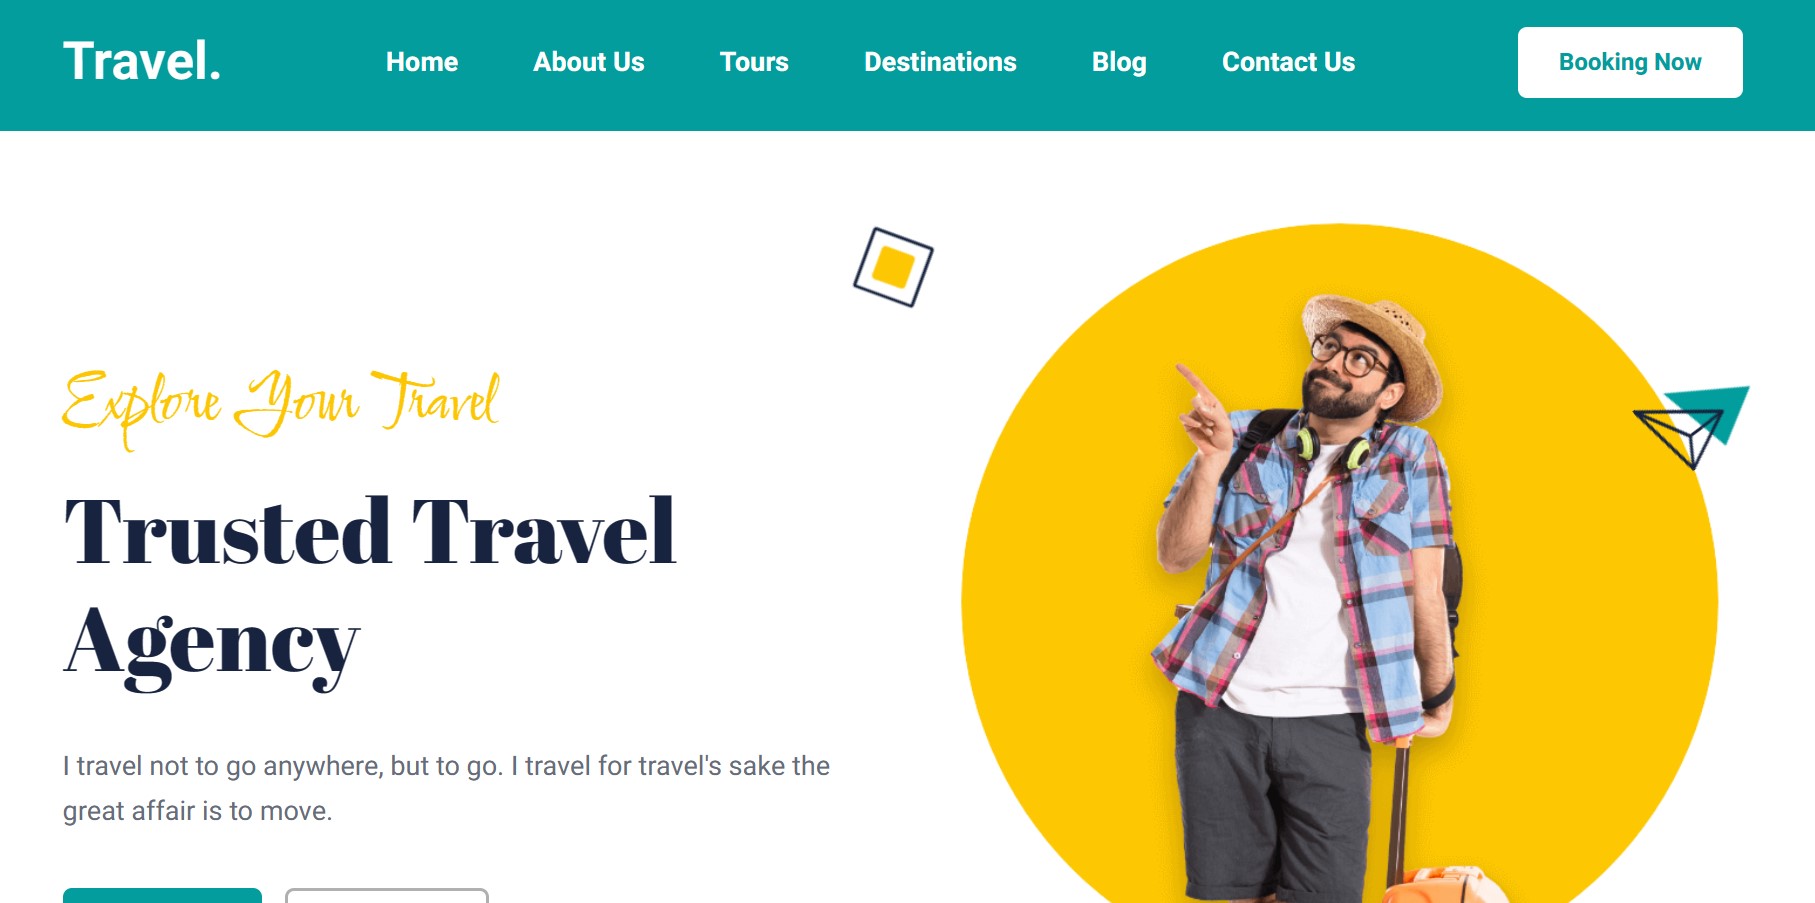 Travel.
Home
About Us
Tours
Destinations
Blog
Contact Us
Booking Now
Explore Your Travel
Trusted Travel
Agency
I travel not to go anywhere, but to go. I travel for travel's sake the
great affair is to move.